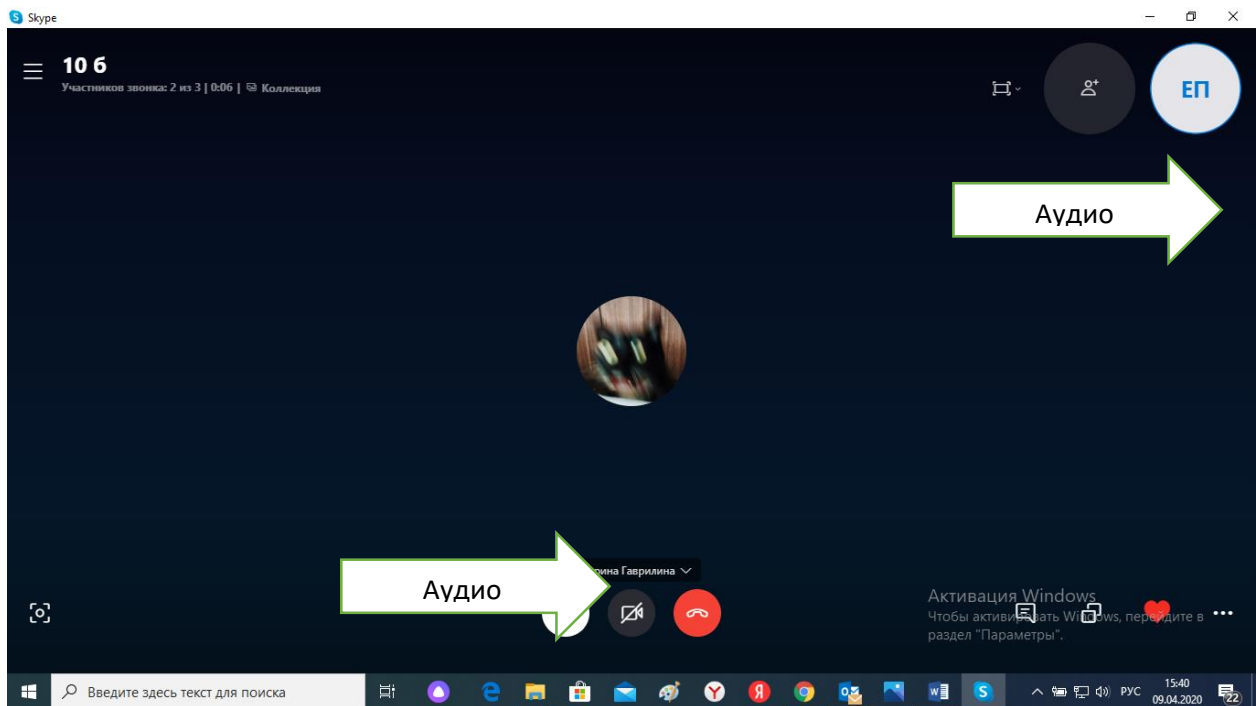 Skype
10 б
Участников звонка: 2 из 3 | 0:06 | Коллекция
ЕП
Аудио
рина Гаврилина
Аудио
Активация Windows
Чтобы активировать Windows, перейдите в
раздел "Параметры".
Введите здесь текст для поиска
РУС
15:40
09.04.2020
22